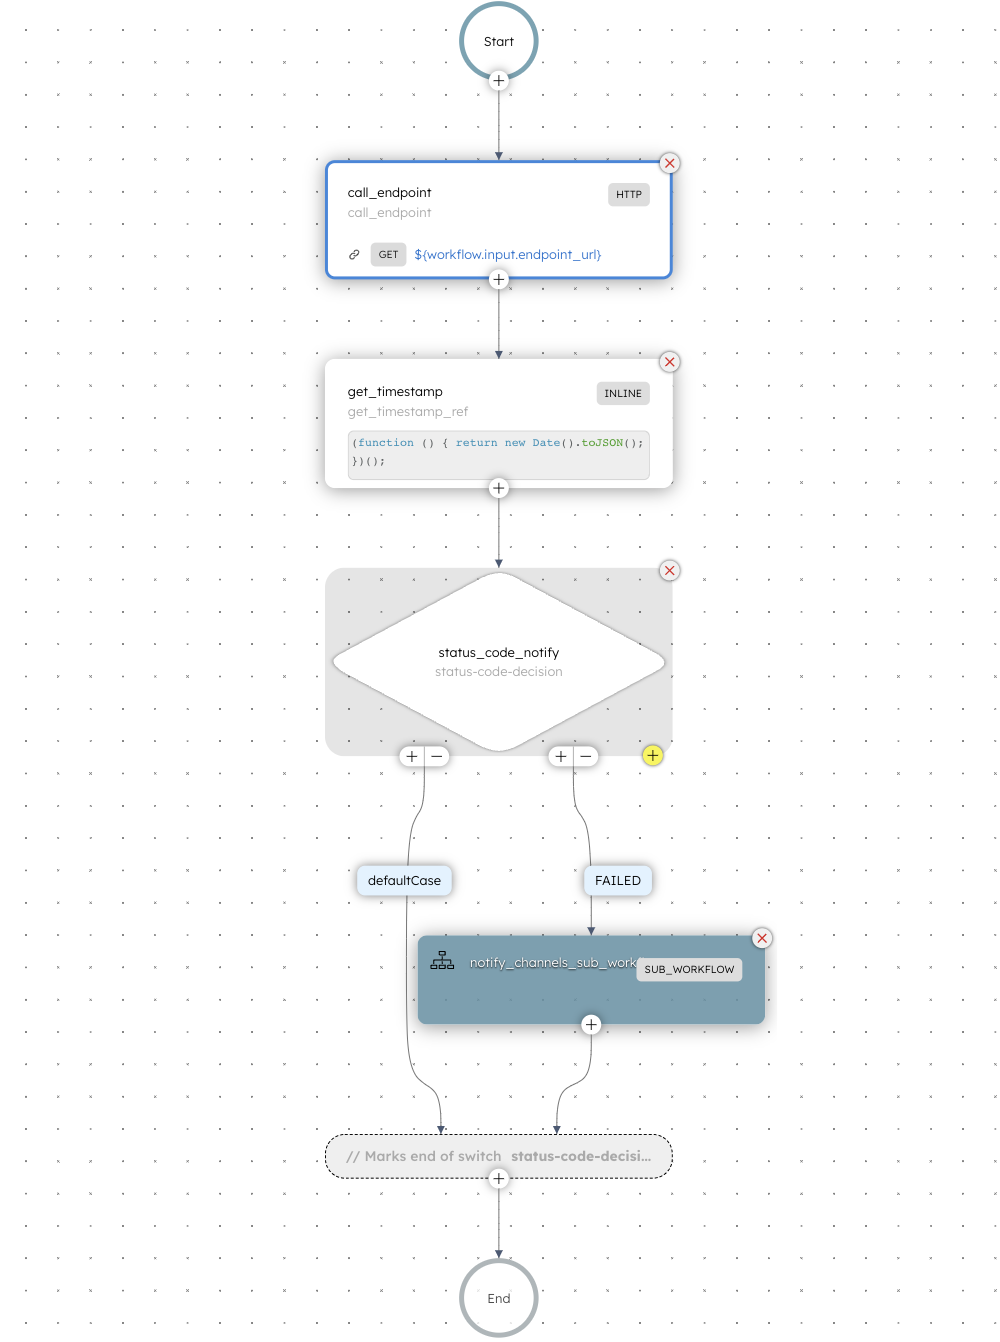 Start
call_endpoint
HTTP
call_endpoint
GET ${workflow.input.endpoint_url}
get_timestamp
INLINE
get_timestamp_ref
(function () { return new Date().toJSON();
})();
status_code_notify
status-code-decision
defaultCase
FAILED
notify_channels_sub_work
SUB_WORKFLOW
// Marks end of switch status-code-decisi...
End